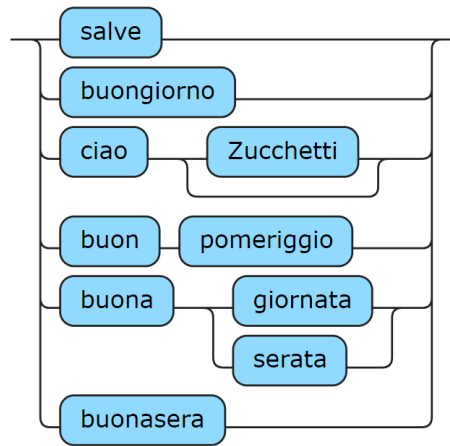 salve
buongiorno
ciao Zucchetti
buon pomeriggio
buona giornata
serata
buonasera